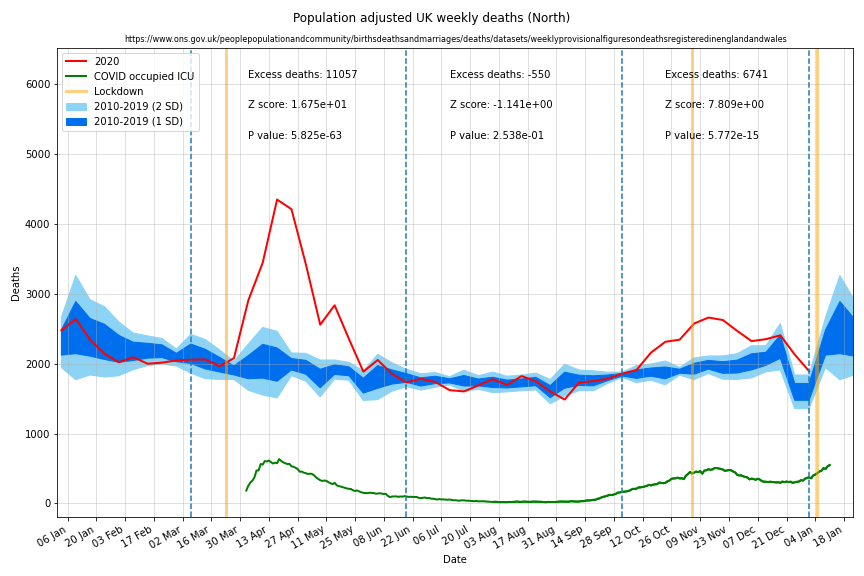 Population adjusted UK weekly deaths (North)
https://www.ons.gov.uk/peoplepopulationandcommunity/birthsdeathsandmarriages/deaths/datasets/weeklyprovisionalfiguresondeathsregisteredinenglandandwales
2020
COVID occupied ICU
Lockdown
2010-2019 (2 SD)
2010-2019 (1 SD)
Excess deaths: 11057
Z score: 1.675e+01
P value: 5.825e-63
Excess deaths: -550
Z score: -1.141e+00
P value: 2.538e-01
Excess deaths: 6741
Z score: 7.809e+00
P value: 5.772e-15
Deaths
6000
5000
4000
3000
2000
1000
0
06 Jan
20 Jan
03 Feb
17 Feb
02 Mar
16 Mar
30 Mar
13 Apr
27 Apr
11 May
25 May
08 Jun
22 Jun
06 Jul
20 Jul
03 Aug
17 Aug
31 Aug
14 Sep
28 Sep
12 Oct
26 Oct
09 Nov
23 Nov
07 Dec
21 Dec
04 Jan
18 Jan
Date